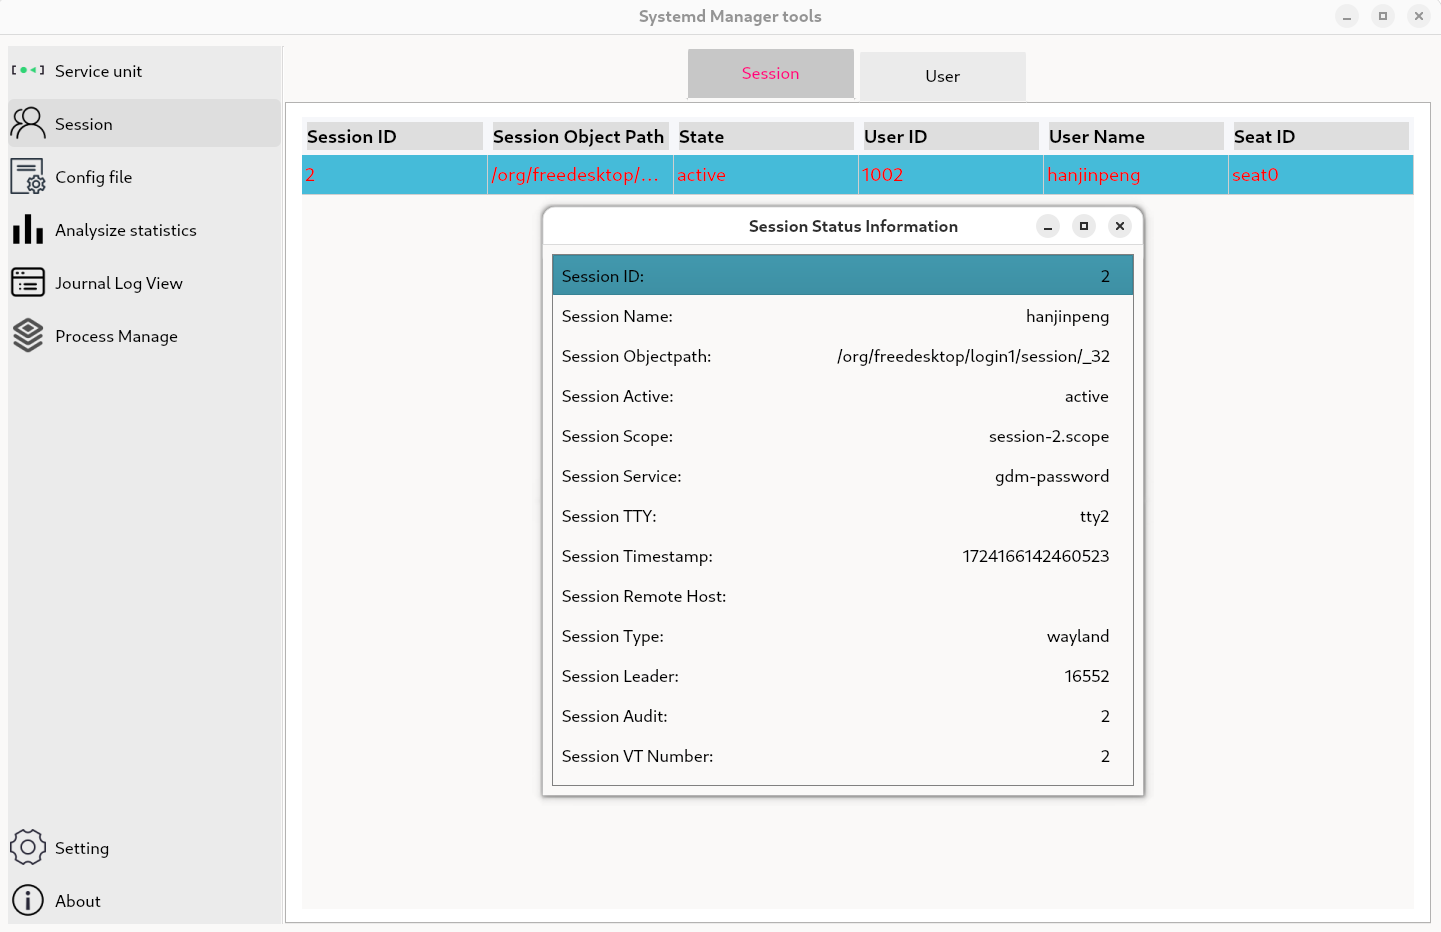 Systemd Manager tools
Service unit
Session
Config file
Analysize statistics
Journal Log View
Process Manage
Setting
About
Session User
Session ID Session Object Path State User ID User Name Seat ID
2 /org/freedesktop/... active 1002 hanjinpeng seat0
Session Status Information
Session ID: 2
Session Name: hanjinpeng
Session Objectpath: /org/freedesktop/login1/session/_32
Session Active: active
Session Scope: session-2.scope
Session Service: gdm-password
Session TTY: tty2
Session Timestamp: 1724166142460523
Session Remote Host:
Session Type: wayland
Session Leader: 16552
Session Audit: 2
Session VT Number: 2